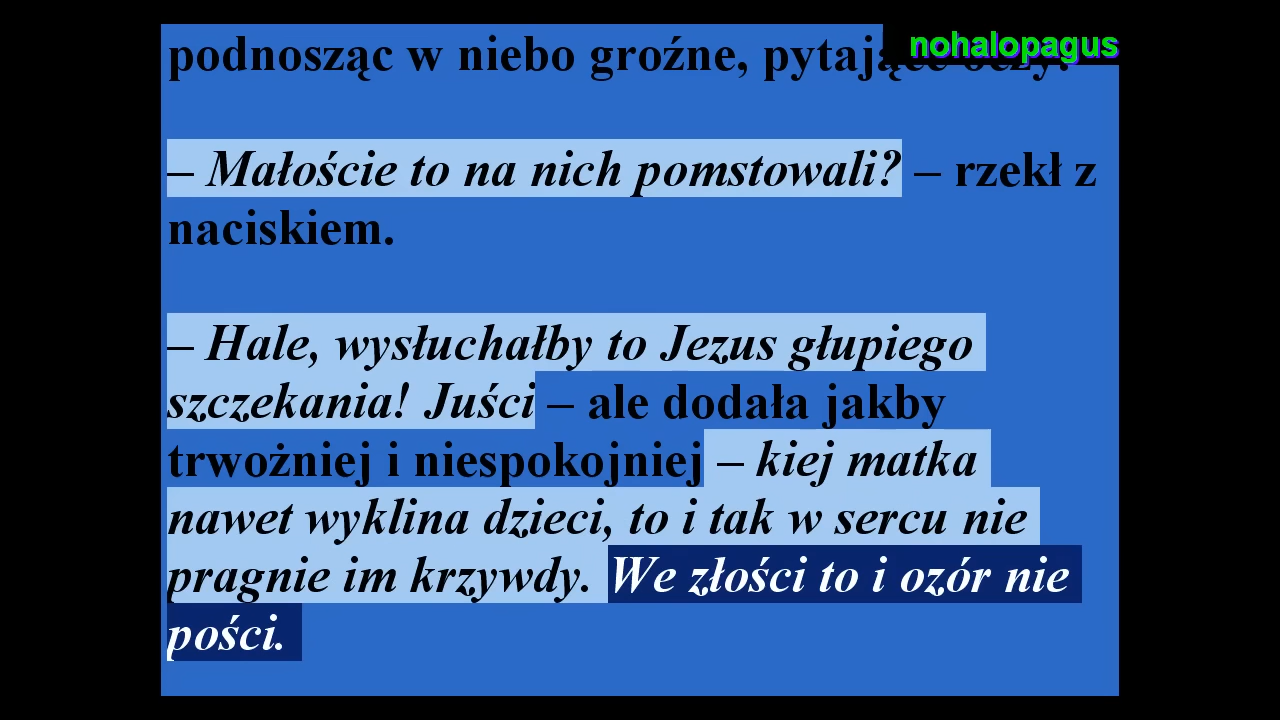 podnosząc w niebo groźne, pytające oczy.
nohalopagus
– Małoście to na nich pomstowali? – rzekł z
naciskiem.
– Hale, wysłuchałby to Jezus głupiego
szczekania! Juści – ale dodała jakby
trwożniej i niespokojniej – kiej matka
nawet wyklina dzieci, to i tak w sercu nie
pragnie im krzywdy. We złości to i ozór nie
pości.